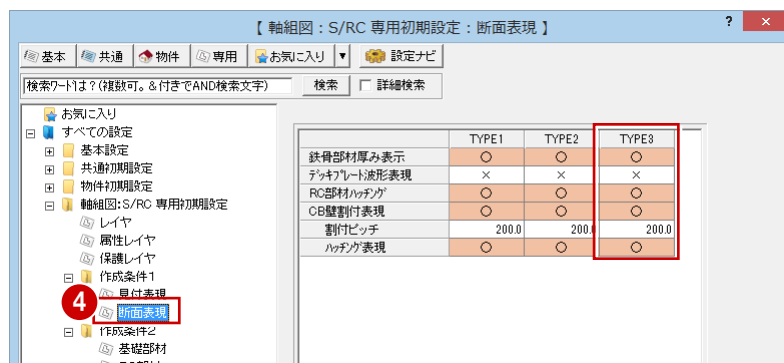 【 軸組図：S/RC 専用初期設定：断面表現 】
? ×
基本 共通 物件 専用 お気に入り ▼ 設定ナビ
検索ワードは？(複数可。& 付きでAND検索文字) 検索 詳細検索
お気に入り
すべての設定
基本設定
共通初期設定
物件初期設定
軸組図:S/RC 専用初期設定
レイヤ
属性レイヤ
保護レイヤ
作成条件1
見付表現
4 断面表現
作成条件2
基礎部材
TYPE1 TYPE2 TYPE3
鉄骨部材厚み表示 ○ ○ ○
デッキプレート波形表現 × × ×
RC部材ハッチング ○ ○ ○
CB壁割付表現 ○ ○ ○
割付ピッチ 200.0 200.0 200.0
ハッチング表現 ○ ○ ○